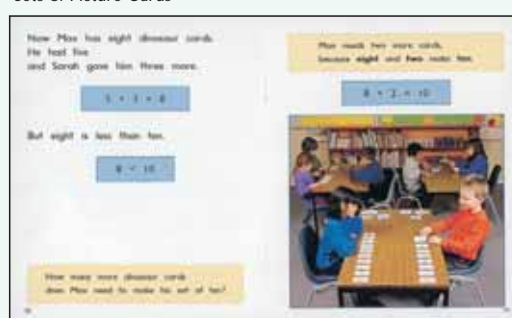 Sets of Picture Cards
Now Max has eight dinosaur cards.
He had five
and Sarah gave him three more.
5 + 3 = 8
But eight is less than ten.
8 < 10
How many more dinosaur cards
does Max need to make his set of ten?
Max needs two more cards,
because eight and two make ten.
8 + 2 = 10